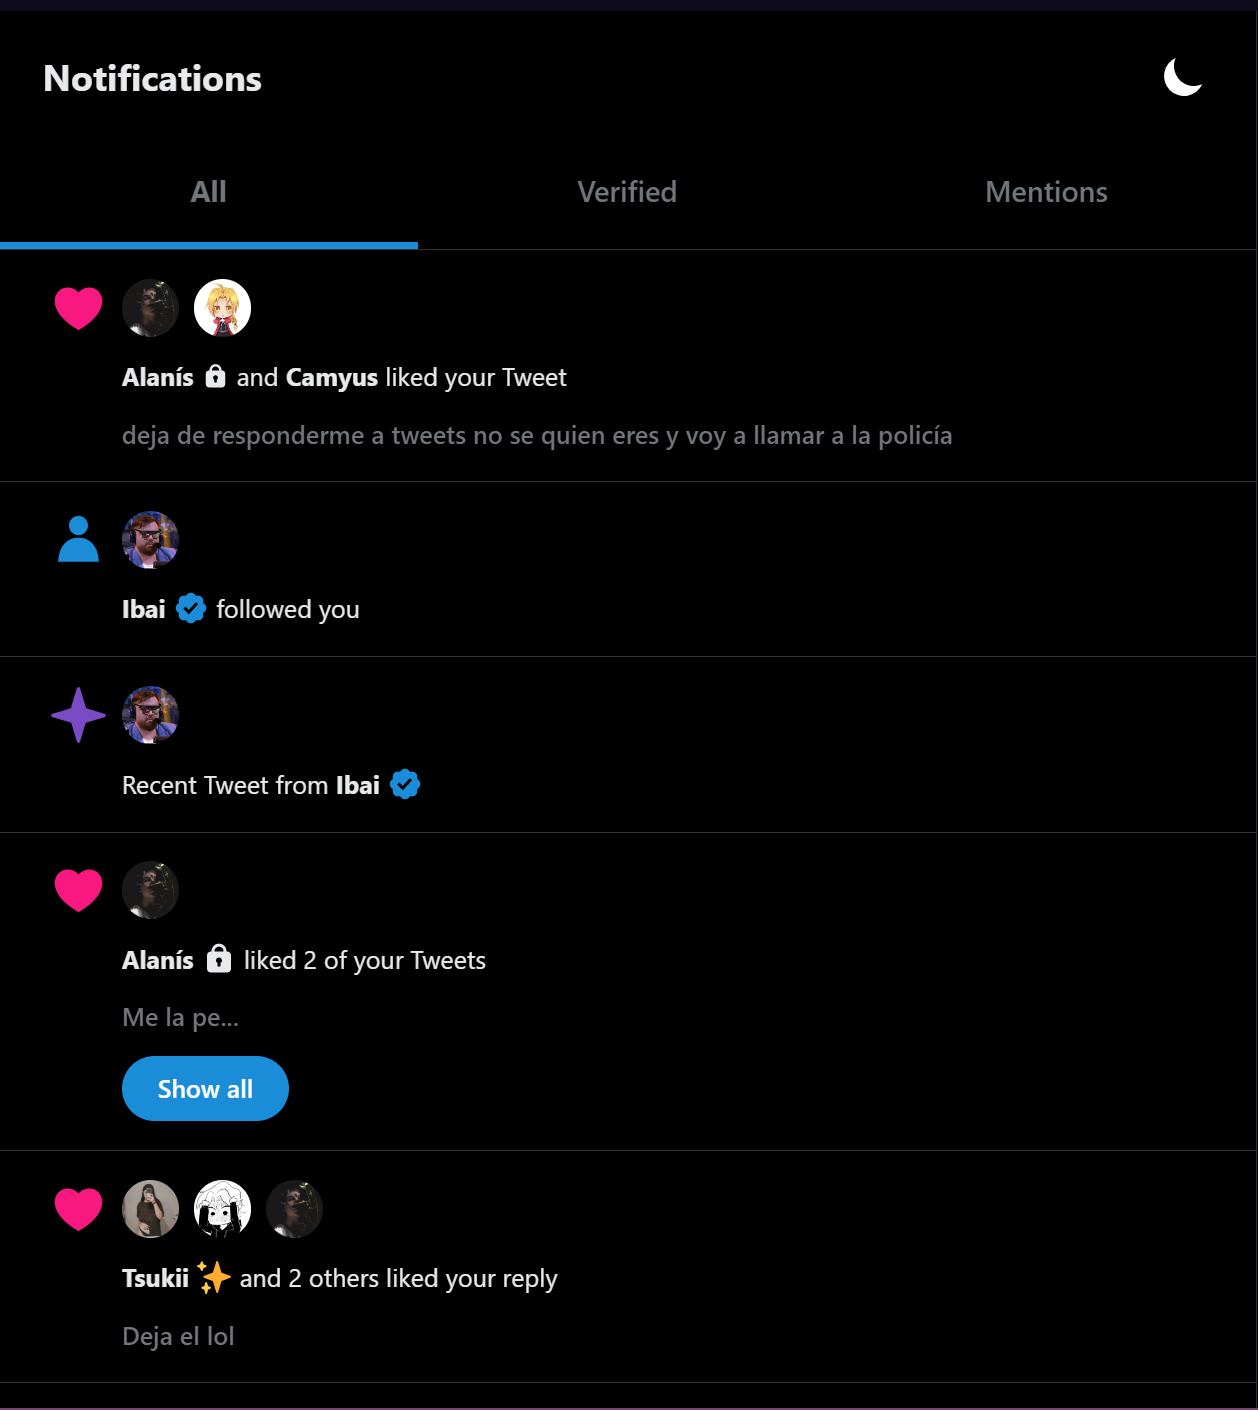 Notifications
All
Verified
Mentions
Alanís and Camyus liked your Tweet
deja de responderme a tweets no se quien eres y voy a llamar a la policía
Ibai followed you
Recent Tweet from Ibai
Alanís liked 2 of your Tweets
Me la pe...
Show all
Tsukii ✨ and 2 others liked your reply
Deja el lol